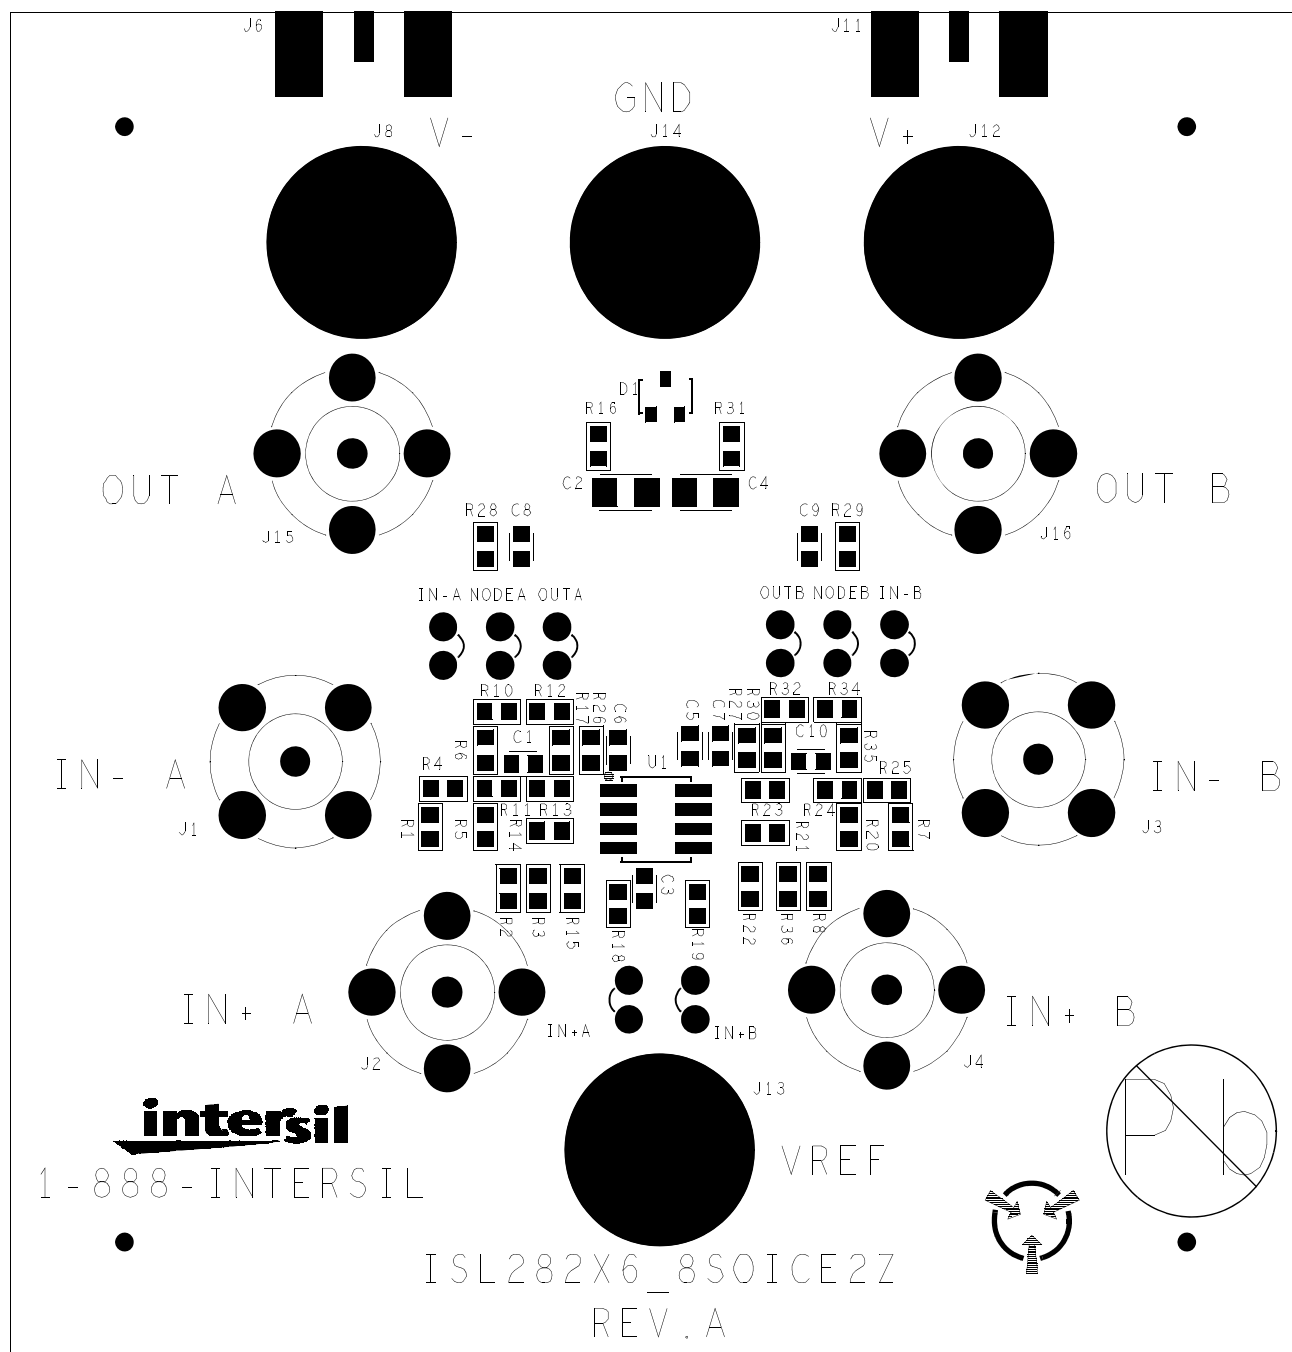 J6
J11
GND
J8
V-
J14
V+
J12
D1
R16
R31
C2
C4
OUT A
OUT B
J15
J16
R28
C8
C9
R29
IN-A
NODEA
OUTA
OUTB
NODEB
IN-B
R10
R12
R17
R26
C6
C5
C7
R27
R30
R32
R34
R6
C1
U1
C10
R35
IN- A
IN- B
R4
R25
R11
R13
R23
R24
J1
J3
R1
R5
R14
R21
R20
R7
C3
R2
R3
R15
R18
R19
R22
R36
R8
IN+ A
IN+ B
IN+A
IN+B
J2
J4
J13
intersil
VREF
Pb
1-888-INTERSIL
ISL282X6_8SOICE2Z
REV.A